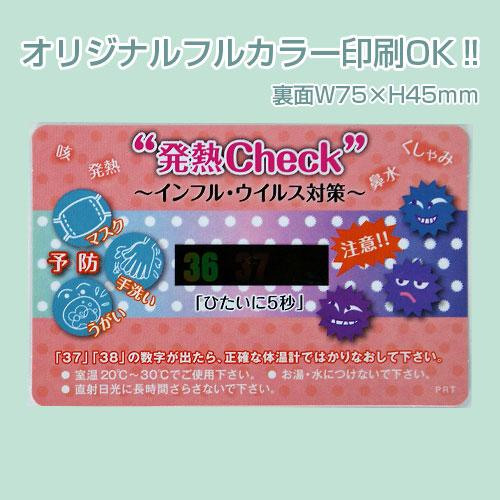 オリジナルフルカラー印刷OK!!
裏面W75×H45mm
咳
発熱
"発熱Check"
くしゃみ
鼻水
～インフル・ウイルス対策～
予防
マスク
手洗い
うがい
36 37
注意!!
「ひたいに5秒」
「37」「38」の数字が出たら、正確な体温計ではかりなおして下さい。
●室温20℃～30℃でご使用下さい。 ●お湯・水につけないで下さい。
●直射日光に長時間さらさないで下さい。
PRT